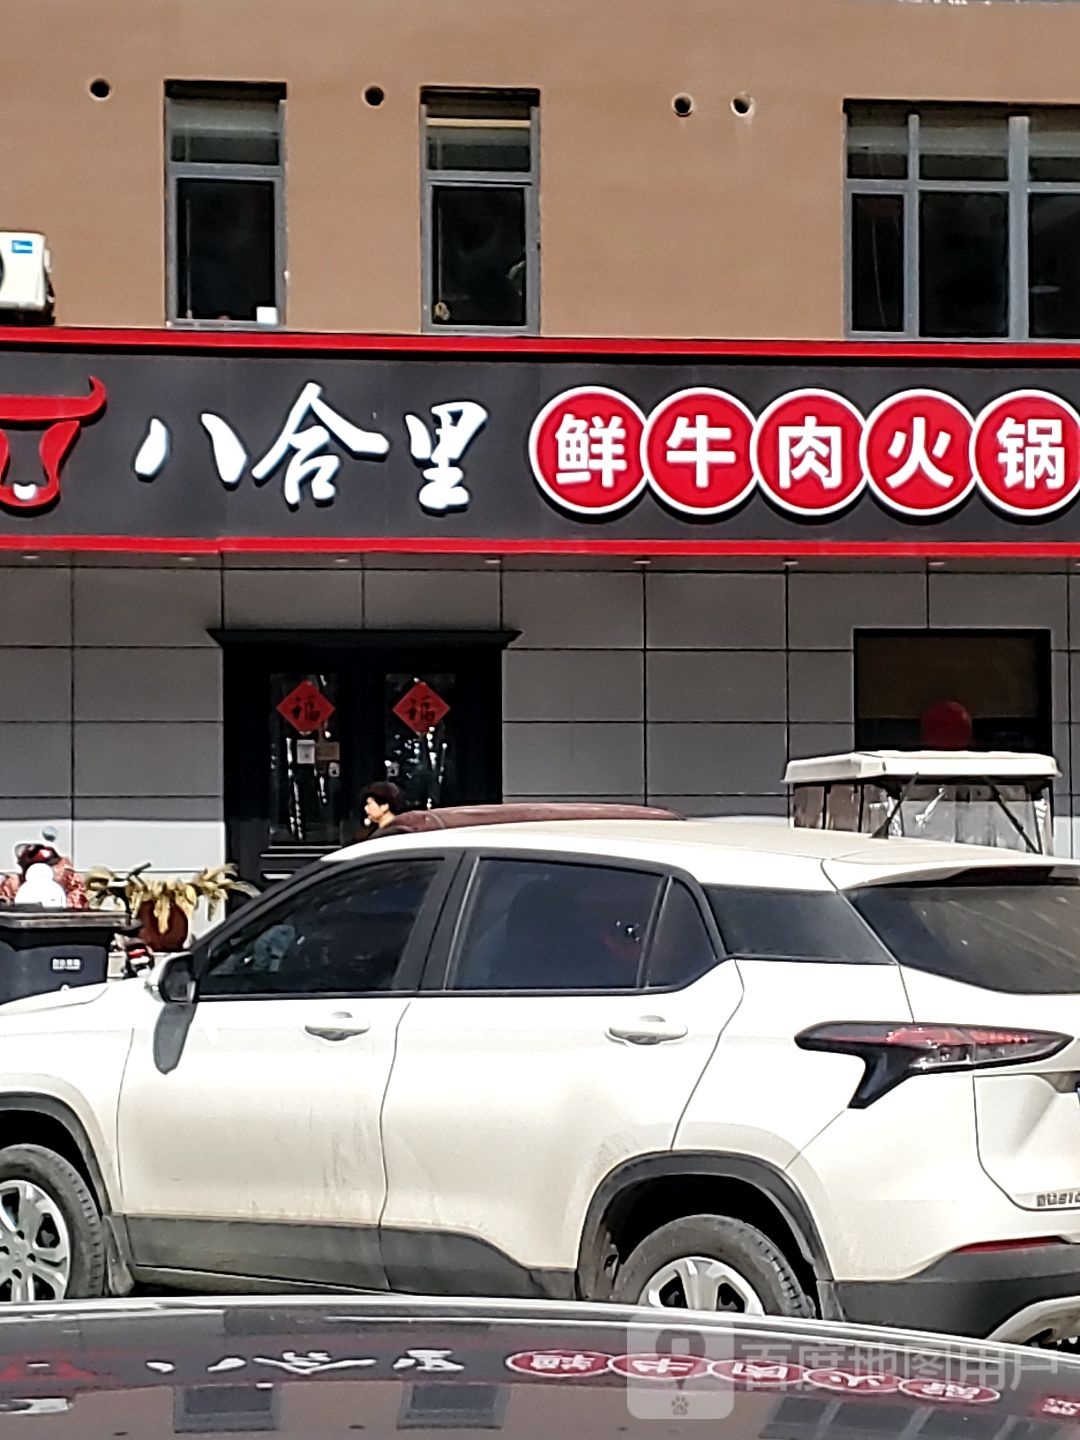 八合里 鲜牛肉火锅
福 福
百度地图用户